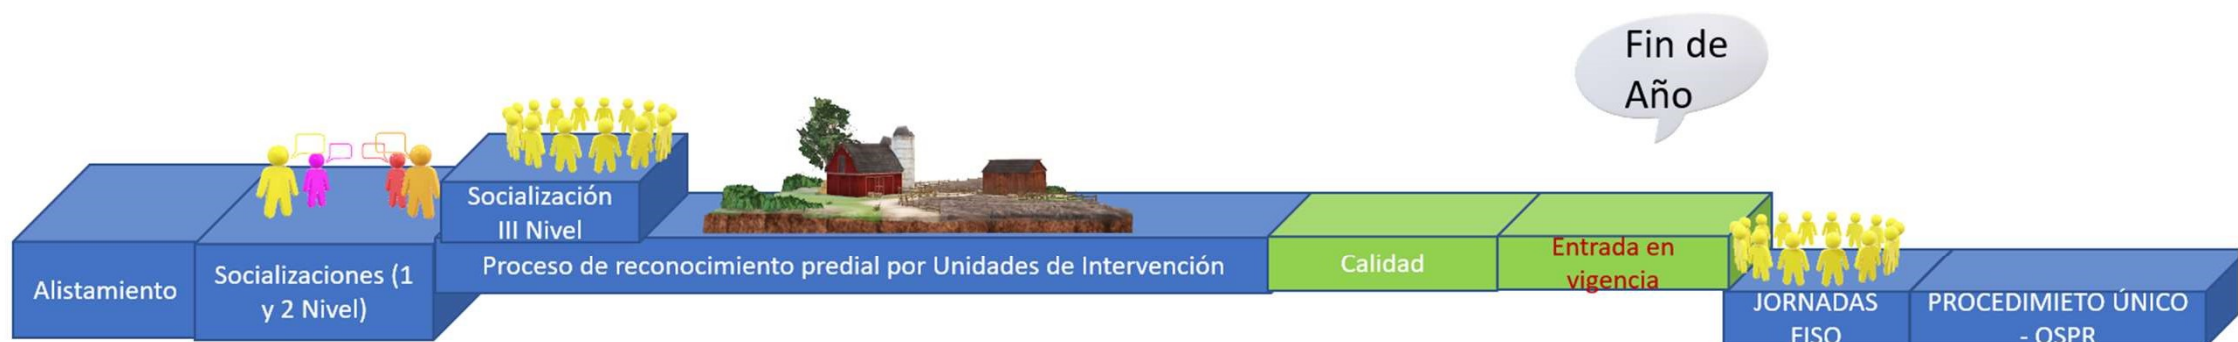 Fin de
Año
Socialización
III Nivel
Alistamiento
Socializaciones (1
y 2 Nivel)
Proceso de reconocimiento predial por Unidades de Intervención
Calidad
Entrada en
vigencia
JORNADAS
FISO
PROCEDIMIETO ÚNICO
- OSPR